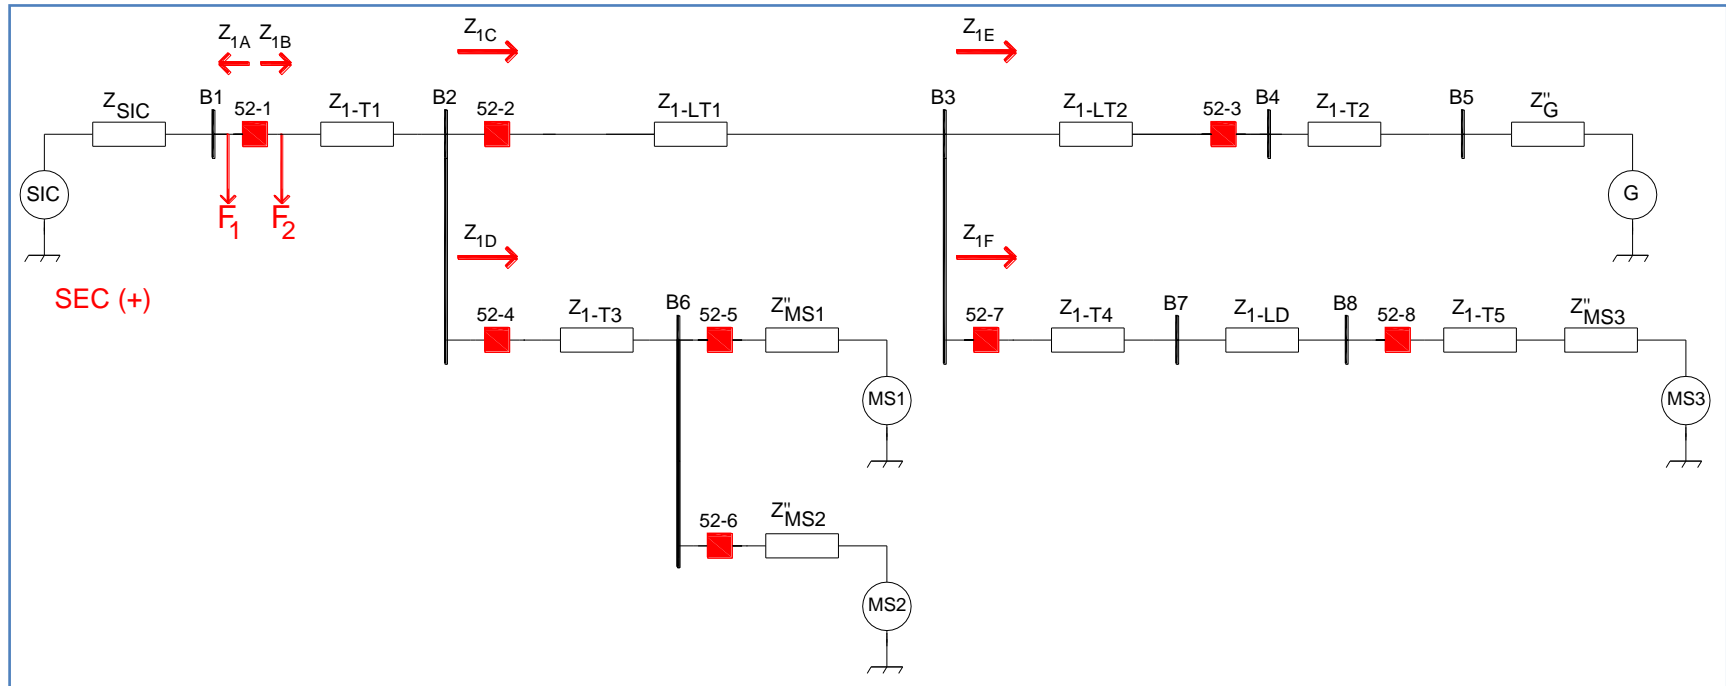 Z1A Z1B
Z1C
Z1E
ZSIC B1 52-1 Z1-T1 B2 52-2 Z1-LT1 B3 Z1-LT2 52-3 B4 Z1-T2 B5 Z"G
SIC
F1 F2
G
Z1D
Z1F
SEC (+)
52-4 Z1-T3 B6 52-5 Z"MS1 52-7 Z1-T4 B7 Z1-LD B8 52-8 Z1-T5 Z"MS3
MS1
MS3
52-6 Z"MS2
MS2